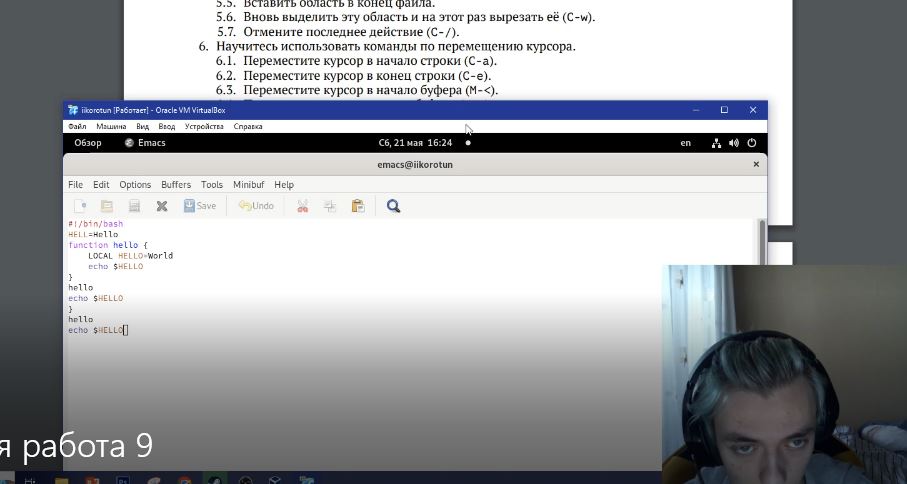 5.5. Вставить область в конец файла.
5.6. Вновь выделить эту область и на этот раз вырезать её (C-w).
5.7. Отмените последнее действие (C-/).
6. Научитесь использовать команды по перемещению курсора.
6.1. Переместите курсор в начало строки (C-a).
6.2. Переместите курсор в конец строки (C-e).
6.3. Переместите курсор в начало буфера (M-<).
iikorotun [Работает] - Oracle VM VirtualBox
Файл Машина Вид Ввод Устройства Справка
Обзор Emacs Сб, 21 мая 16:24 en
emacs@iikorotun
File Edit Options Buffers Tools Minibuf Help
Save Undo
#!/bin/bash
HELL=Hello
function hello {
LOCAL HELLO=World
echo $HELLO
}
hello
echo $HELLO
}
hello
echo $HELLO
я работа 9